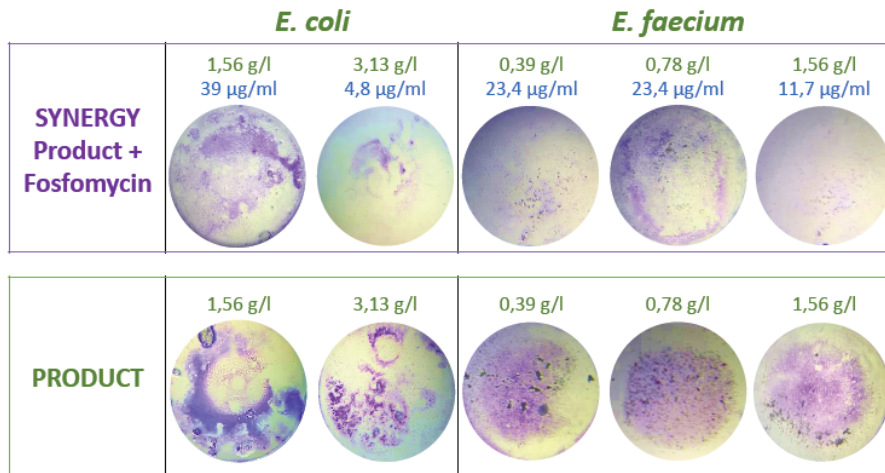 E. coli
E. faecium
SYNERGY
Product +
Fosfomycin
1,56 g/l
39 µg/ml
3,13 g/l
4,8 µg/ml
0,39 g/l
23,4 µg/ml
0,78 g/l
23,4 µg/ml
1,56 g/l
11,7 µg/ml
PRODUCT
1,56 g/l
3,13 g/l
0,39 g/l
0,78 g/l
1,56 g/l